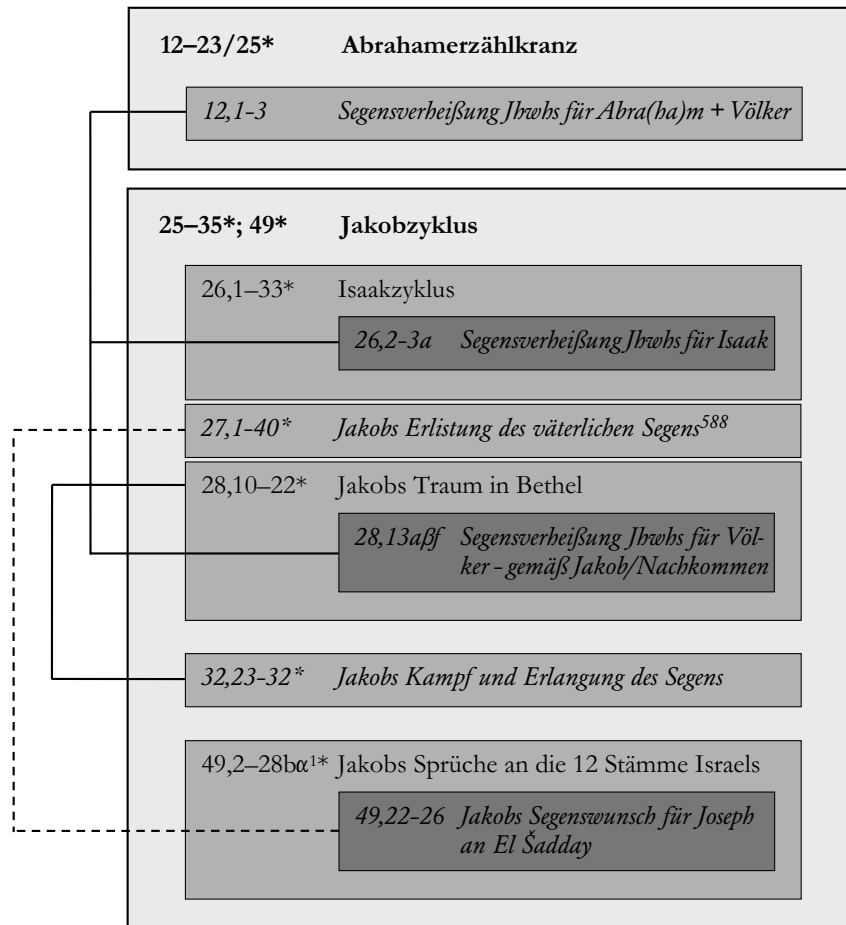 12–23/25* Abrahamerzählkranz
12,1-3 Segensverheißung Jhwhs für Abra(ha)m + Völker
25–35*; 49* Jakobzyklus
26,1–33* Isaakzyklus
26,2-3a Segensverheißung Jhwhs für Isaak
27,1-40* Jakobs Erlistung des väterlichen Segens⁵⁸⁸
28,10–22* Jakobs Traum in Bethel
28,13aβf Segensverheißung Jhwhs für Völ-
ker - gemäß Jakob/Nachkommen
32,23-32* Jakobs Kampf und Erlangung des Segens
49,2–28bα¹* Jakobs Sprüche an die 12 Stämme Israels
49,22-26 Jakobs Segenswunsch für Joseph
an El Šadday